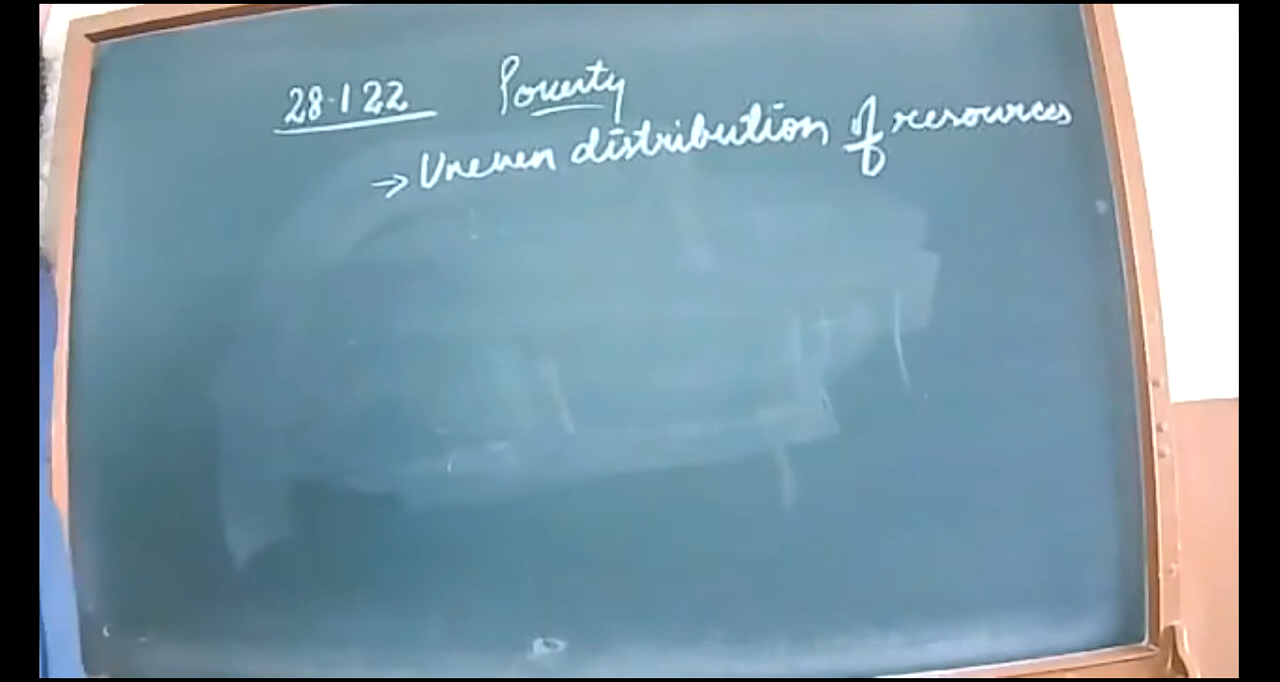 28.1 22 Poverty
→ Uneven distribution of resources